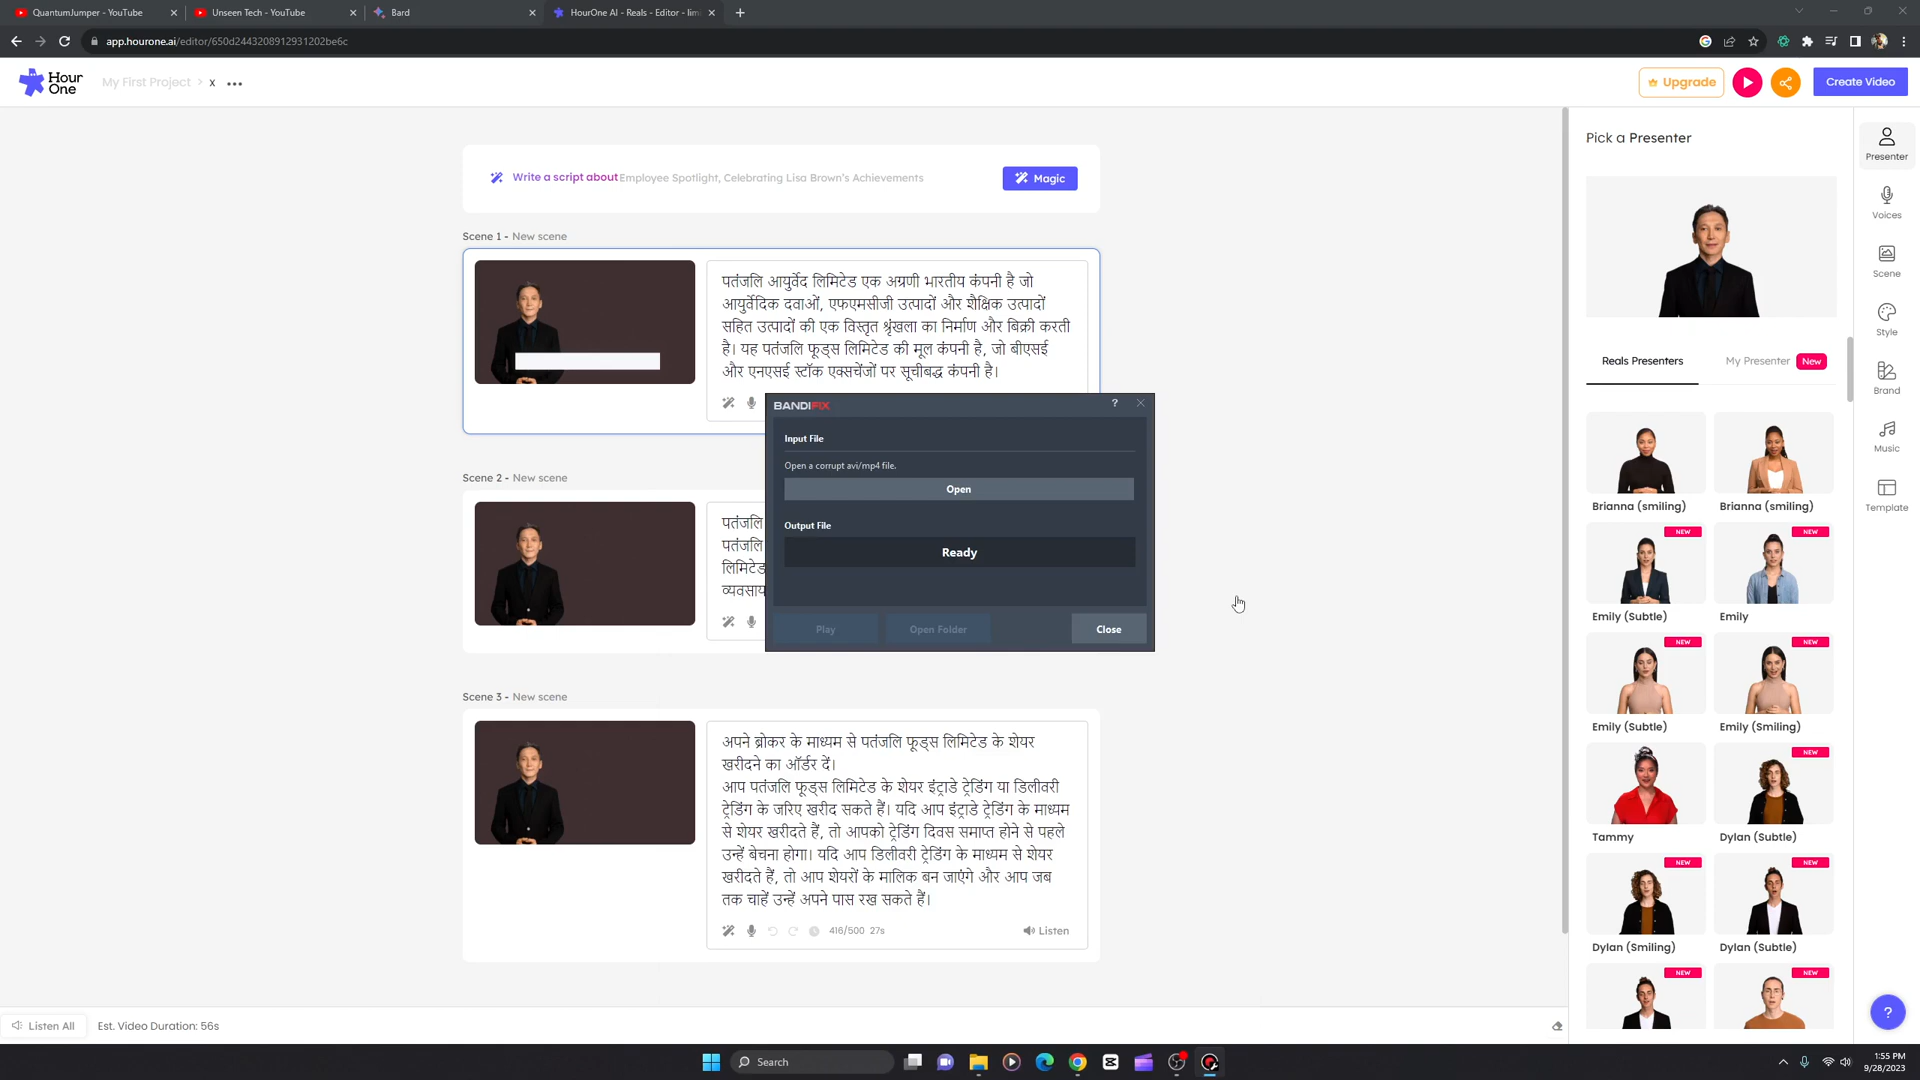 QuantumJumper - YouTube
Unseen Tech - YouTube
Bard
HourOne AI - Reals - Editor - lim
app.hourone.ai/editor/650d2443208912931202be6c
Hour
One
My First Project > x
Upgrade
Create Video
Write a script about Employee Spotlight, Celebrating Lisa Brown's Achievements
Magic
Scene 1 - New scene
पतंजलि आयुर्वेद लिमिटेड एक अग्रणी भारतीय कंपनी है जो
आयुर्वेदिक दवाओं, एफएमसीजी उत्पादों और शैक्षिक उत्पादों
सहित उत्पादों की एक विस्तृत श्रृंखला का निर्माण और बिक्री करती
है। यह पतंजलि फूड्स लिमिटेड की मूल कंपनी है, जो बीएसई
और एनएसई स्टॉक एक्सचेंजों पर सूचीबद्ध कंपनी है।
BANDIFIX
?
Input File
Open a corrupt avi/mp4 file.
Open
Output File
Ready
Play
Open Folder
Close
Scene 2 - New scene
पतंजलि
पतंजलि
लिमिटेड
व्यवसाय
Scene 3 - New scene
अपने ब्रोकर के माध्यम से पतंजलि फूड्स लिमिटेड के शेयर
खरीदने का ऑर्डर दें।
आप पतंजलि फूड्स लिमिटेड के शेयर इंट्राडे ट्रेडिंग या डिलीवरी
ट्रेडिंग के जरिए खरीद सकते हैं। यदि आप इंट्राडे ट्रेडिंग के माध्यम
से शेयर खरीदते हैं, तो आपको ट्रेडिंग दिवस समाप्त होने से पहले
उन्हें बेचना होगा। यदि आप डिलीवरी ट्रेडिंग के माध्यम से शेयर
खरीदते हैं, तो आप शेयरों के मालिक बन जाएंगे और आप जब
तक चाहें उन्हें अपने पास रख सकते हैं।
416/500 27s
Listen
Listen All
Est. Video Duration: 56s
Pick a Presenter
Reals Presenters
My Presenter New
Brianna (smiling)
Brianna (smiling)
NEW
NEW
Emily (Subtle)
Emily
NEW
NEW
Emily (Subtle)
Emily (Smiling)
NEW
Tammy
Dylan (Subtle)
NEW
NEW
Dylan (Smiling)
Dylan (Subtle)
NEW
NEW
Presenter
Voices
Scene
Style
Brand
Music
Template
?
Search
1:55 PM
9/28/2023